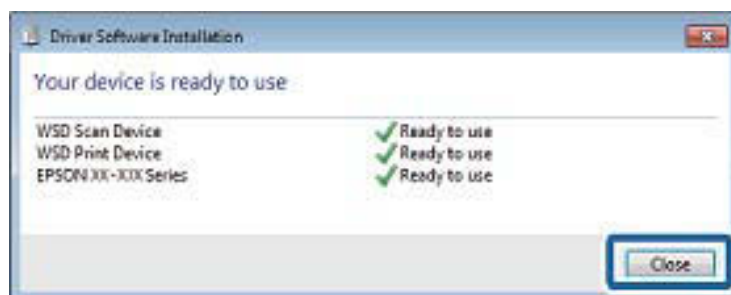 Driver Software Installation
Your device is ready to use
WSD Scan Device Ready to use
WSD Print Device Ready to use
EPSON XX-XXX Series Ready to use
Close